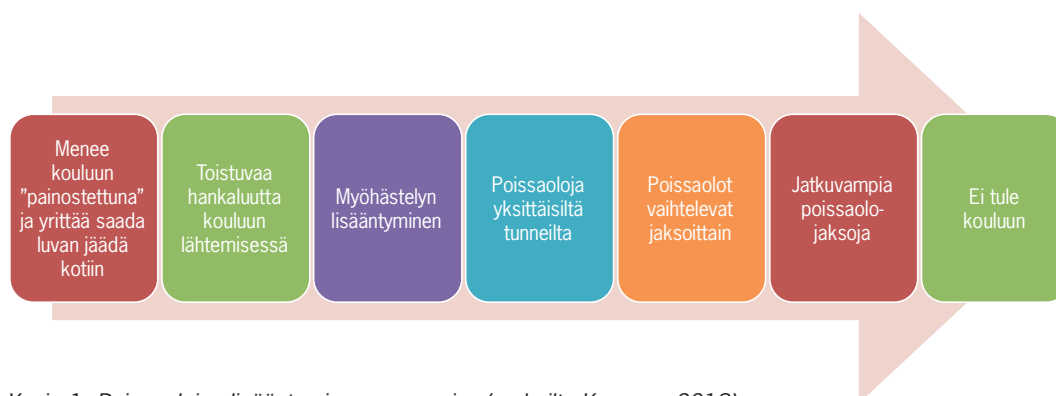 Menee
kouluun
"painostettuna"
ja yrittää saada
luvan jäädä
kotiin
Toistuvaa
hankaluutta
kouluun
lähtemisessä
Myöhästelyn
lisääntyminen
Poissaoloja
yksittäisiltä
tunneilta
Poissaolot
vaihtelevat
jaksoittain
Jatkuvampia
poissaolo-
jaksoja
Ei tule
kouluun